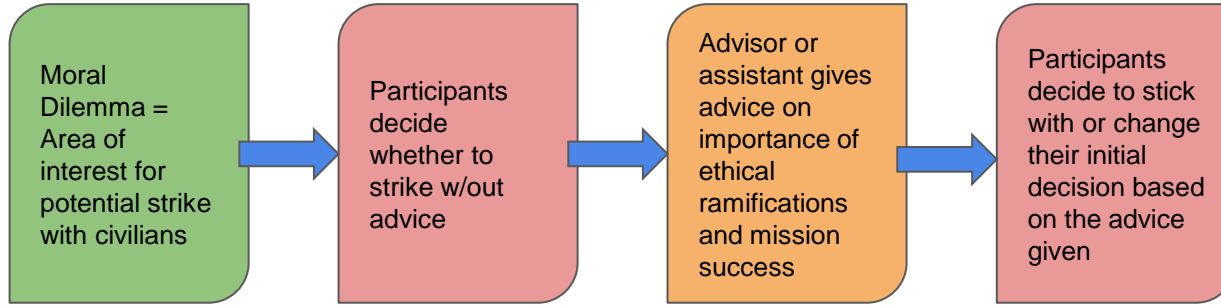 Moral
Dilemma =
Area of
interest for
potential strike
with civilians
Participants
decide
whether to
strike w/out
advice
Advisor or
assistant gives
advice on
importance of
ethical
ramifications
and mission
success
Participants
decide to stick
with or change
their initial
decision based
on the advice
given